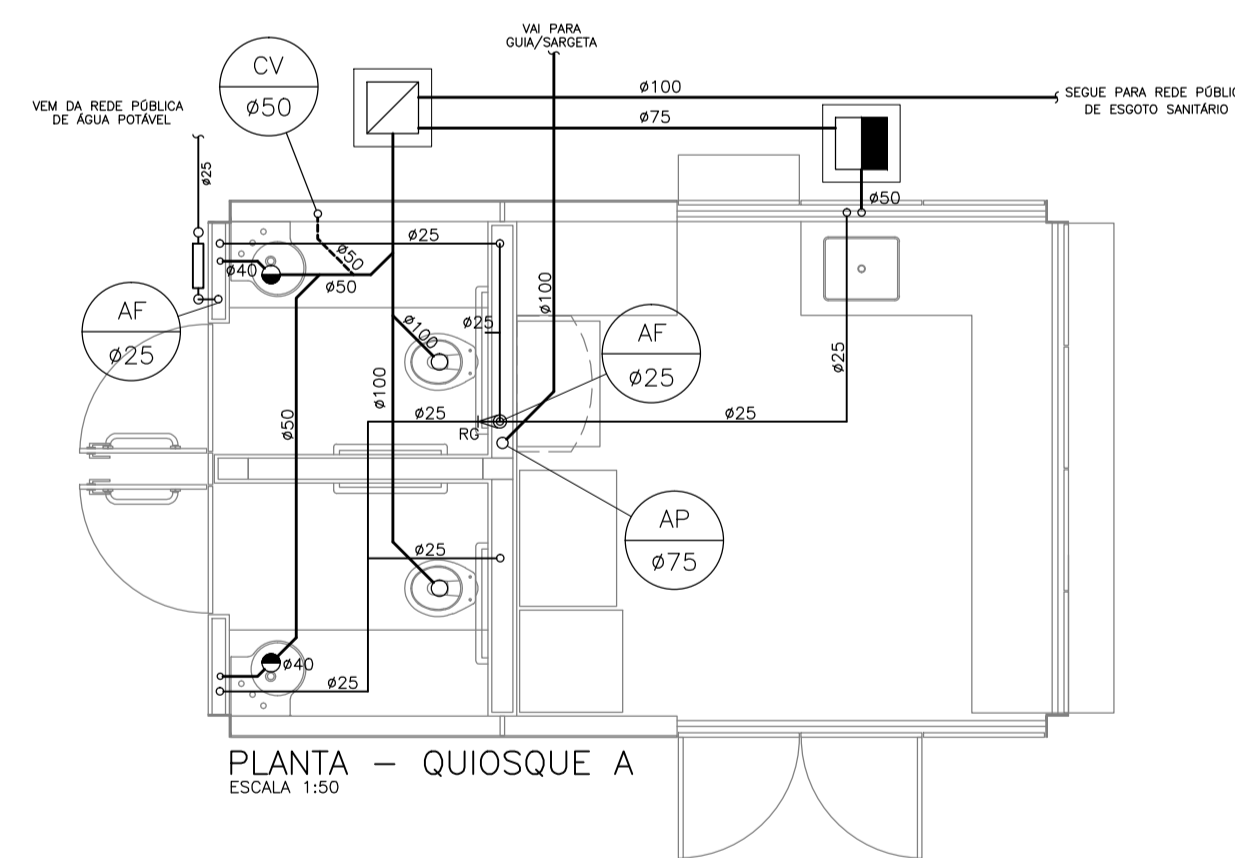 VAI PARA
GUIA/SARGETA
CV
ø50
VEM DA REDE PÚBLICA
DE ÁGUA POTÁVEL
ø100
SEGUE PARA REDE PÚBLIC
DE ESGOTO SANITÁRIO
ø75
ø25
ø50
ø25
ø50
ø40
ø50
AF
ø25
ø100
ø25
ø100
AF
ø25
ø25
ø100
ø50
ø25
RG
ø25
AP
ø75
ø25
ø40
ø25
PLANTA – QUIOSQUE A
ESCALA 1:50